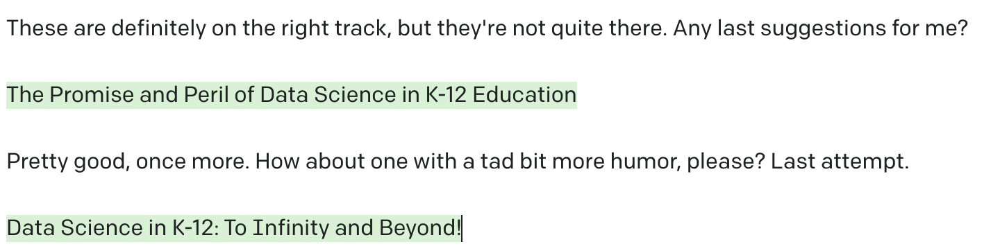 These are definitely on the right track, but they're not quite there. Any last suggestions for me?
The Promise and Peril of Data Science in K-12 Education
Pretty good, once more. How about one with a tad bit more humor, please? Last attempt.
Data Science in K-12: To Infinity and Beyond!